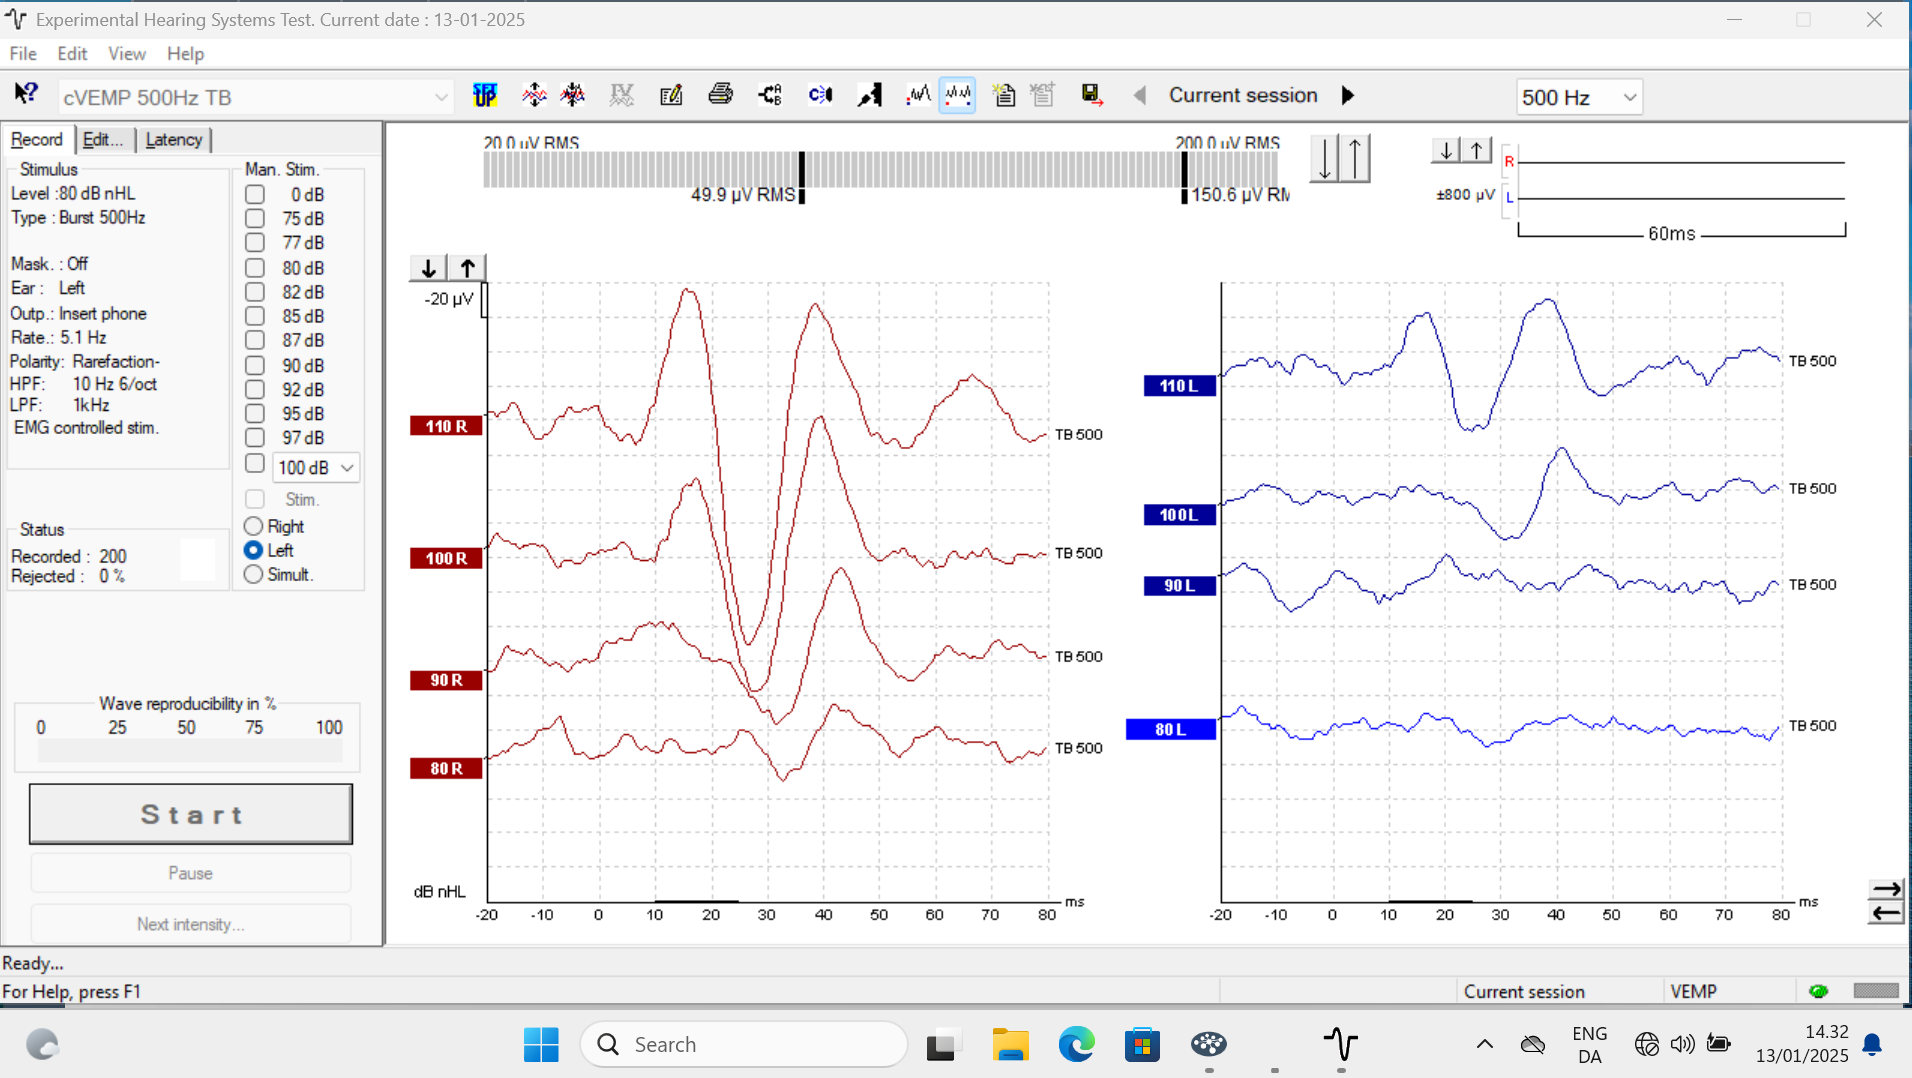 Experimental Hearing Systems Test. Current date : 13-01-2025
File Edit View Help
cVEMP 500Hz TB
SET UP
Current session
500 Hz
Record Edit... Latency
Stimulus
Level :80 dB nHL
Type : Burst 500Hz
Mask. : Off
Ear : Left
Outp.: Insert phone
Rate.: 5.1 Hz
Polarity: Rarefaction-
HPF: 10 Hz 6/oct
LPF: 1kHz
EMG controlled stim.
Man. Stim.
0 dB
75 dB
77 dB
80 dB
82 dB
85 dB
87 dB
90 dB
92 dB
95 dB
97 dB
100 dB
Stim.
Right
Left
Simult.
Status
Recorded : 200
Rejected : 0 %
Wave reproducibility in %
0 25 50 75 100
Start
Pause
Next intensity...
20.0 µV RMS 200.0 µV RMS
49.9 µV RMS 150.6 µV RM
R
±800 µV L
60ms
-20 µV
110 R TB 500
100 R TB 500
90 R TB 500
80 R TB 500
dB nHL
-20 -10 0 10 20 30 40 50 60 70 80 ms
110 L TB 500
100 L TB 500
90 L TB 500
80 L TB 500
-20 -10 0 10 20 30 40 50 60 70 80 ms
Ready...
For Help, press F1
Current session VEMP
Search
ENG
DA
14.32
13/01/2025